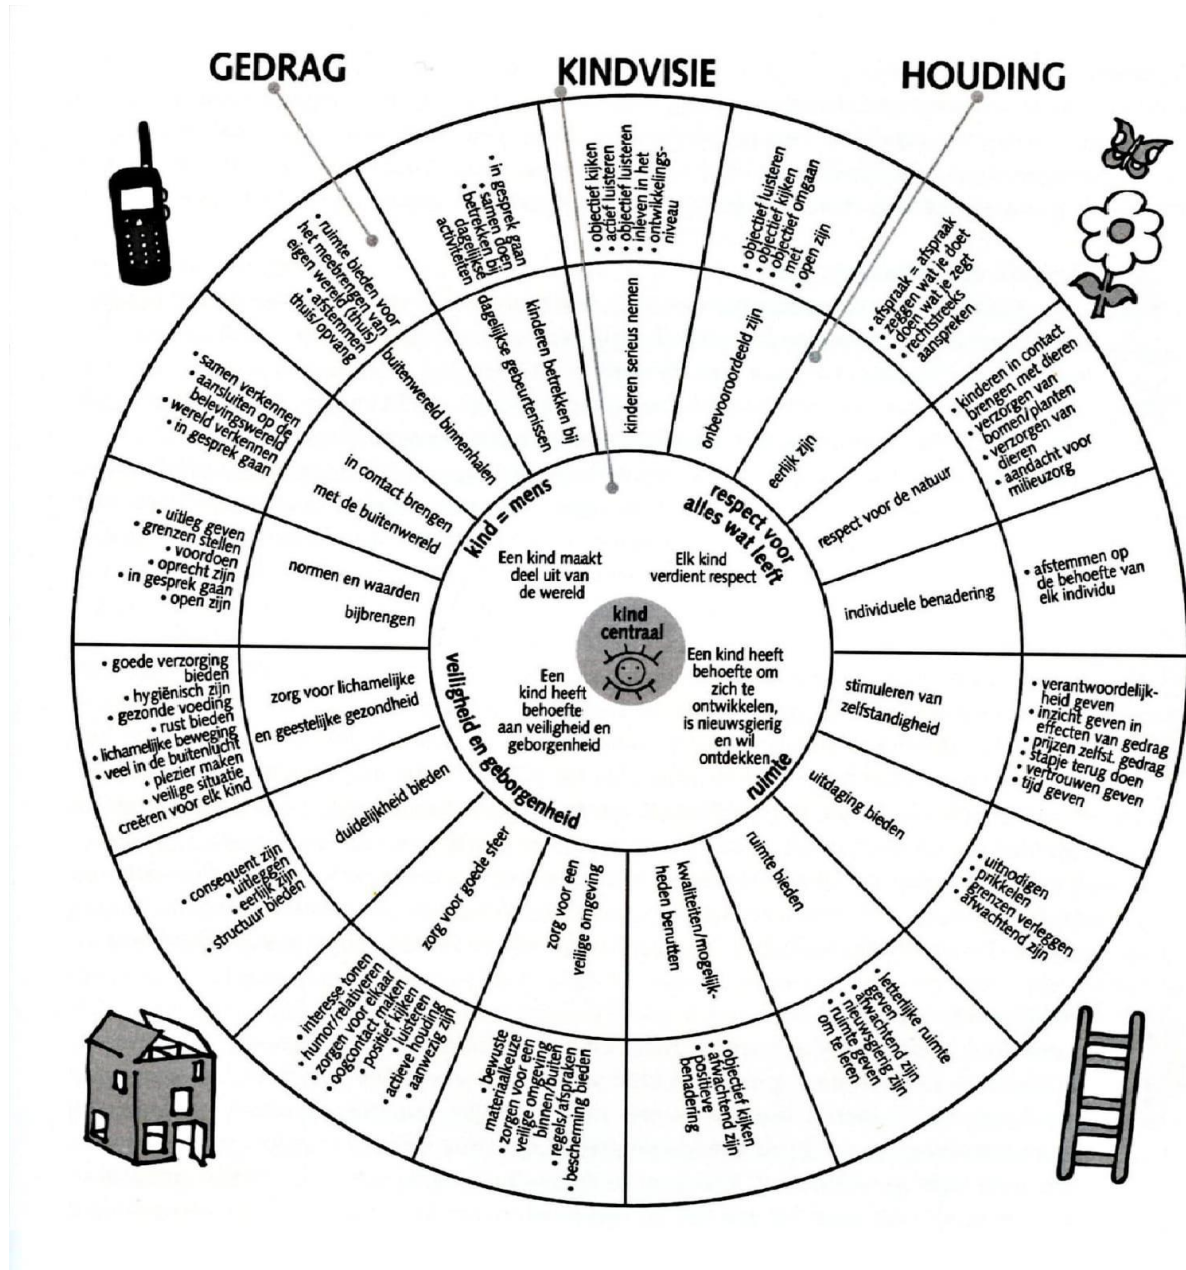 GEDRAG
KINDVISIE
HOUDING
• objectief kijken
• actief luisteren
• objectief luisteren
• inleven in het
• ontwikkelings-
niveau
kinderen serieus nemen
• objectief luisteren
• objectief kijken
• objectief omgaan
met
• open zijn
onbevooroordeeld zijn
• afspraak = afspraak
• zeggen wat je doet
• doen wat je zegt
• rechtstreeks
aanspreken
eerlijk zijn
• kinderen in contact
brengen met dieren
• verzorgen van
bomen/planten
• verzorgen van
dieren
• aandacht voor
milieuzorg
respect voor de natuur
• afstemmen op
de behoefte van
elk individu
individuele benadering
• verantwoordelijk-
heid geven
• inzicht geven in
effecten van gedrag
• prijzen zelfst. gedrag
• stapje terug doen
• vertrouwen geven
• tijd geven
stimuleren van
zelfstandigheid
• uitnodigen
• prikkelen
• grenzen verleggen
• afwachtend zijn
uitdaging bieden
• letterlijke ruimte
geven
• afwachtend zijn
• nieuwsgierig zijn
• ruimte geven
om te leren
ruimte bieden
• objectief kijken
• afwachtend zijn
• positieve
benadering
kwaliteiten/mogelijk-
heden benutten
• bewuste
materiaalkeuze
• zorgen voor een
veilige omgeving
binnen/buiten
• regels/afspraken
• bescherming bieden
zorg voor een
veilige omgeving
• interesse tonen
• humor/relativeren
• zorgen voor elkaar
• oogcontact maken
• positief kijken
• luisteren
• actieve houding
• aanwezig zijn
zorg voor goede sfeer
• consequent zijn
• uitleggen
• eerlijk zijn
• structuur bieden
duidelijkheid bieden
• goede verzorging
bieden
• hygiënisch zijn
• gezonde voeding
• rust bieden
• lichamelijke beweging
• veel in de buitenlucht
• plezier maken
• veilige situatie
creëren voor elk kind
zorg voor lichamelijke
en geestelijke gezondheid
• uitleg geven
• grenzen stellen
• voordoen
• oprecht zijn
• in gesprek gaan
• open zijn
normen en waarden
bijbrengen
• samen verkennen
• aansluiten op de
belevingswereld
• wereld verkennen
• in gesprek gaan
in contact brengen
met de buitenwereld
• ruimte bieden voor
het meebrengen van
eigen wereld (thuis)
• afstemmen
thuis/opvang
buitenwereld binnenhalen
• in gesprek gaan
• samen doen
• betrekken bij
dagelijkse
activiteiten
kinderen betrekken bij
dagelijkse gebeurtenissen
kind = mens
Een kind maakt
deel uit van
de wereld
respect voor
alles wat leeft
Elk kind
verdient respect
kind
centraal
veiligheid en geborgenheid
Een
kind heeft
behoefte
aan veiligheid en
geborgenheid
Een kind heeft
behoefte om
zich te
ontwikkelen,
is nieuwsgierig
en wil
ontdekken
ruimte